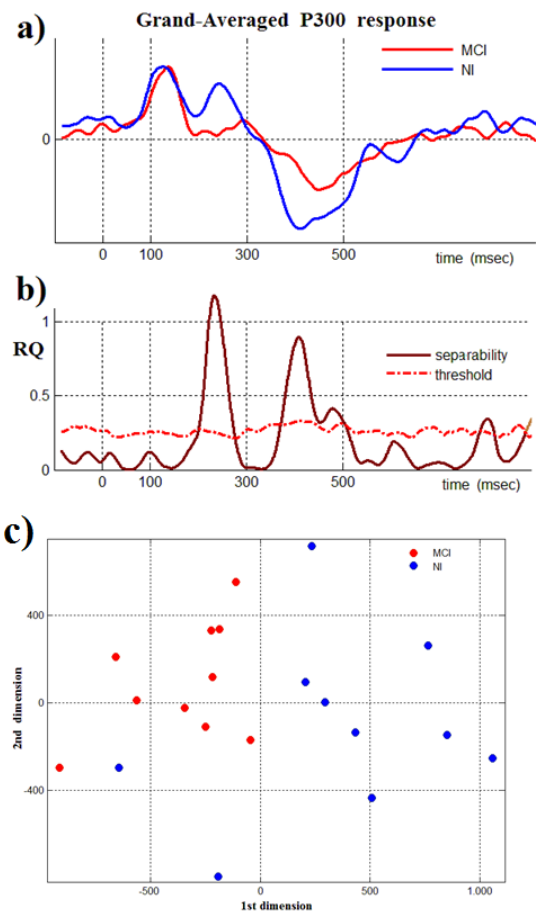 Grand-Averaged P300 response
a)
MCI
NI
0
0
100
300
500
time (msec)
b)
1
RQ
separability
threshold
0.5
0
0
100
300
500
time (msec)
c)
MCI
NI
400
0
-400
2nd dimension
-500
0
500
1.000
1st dimension